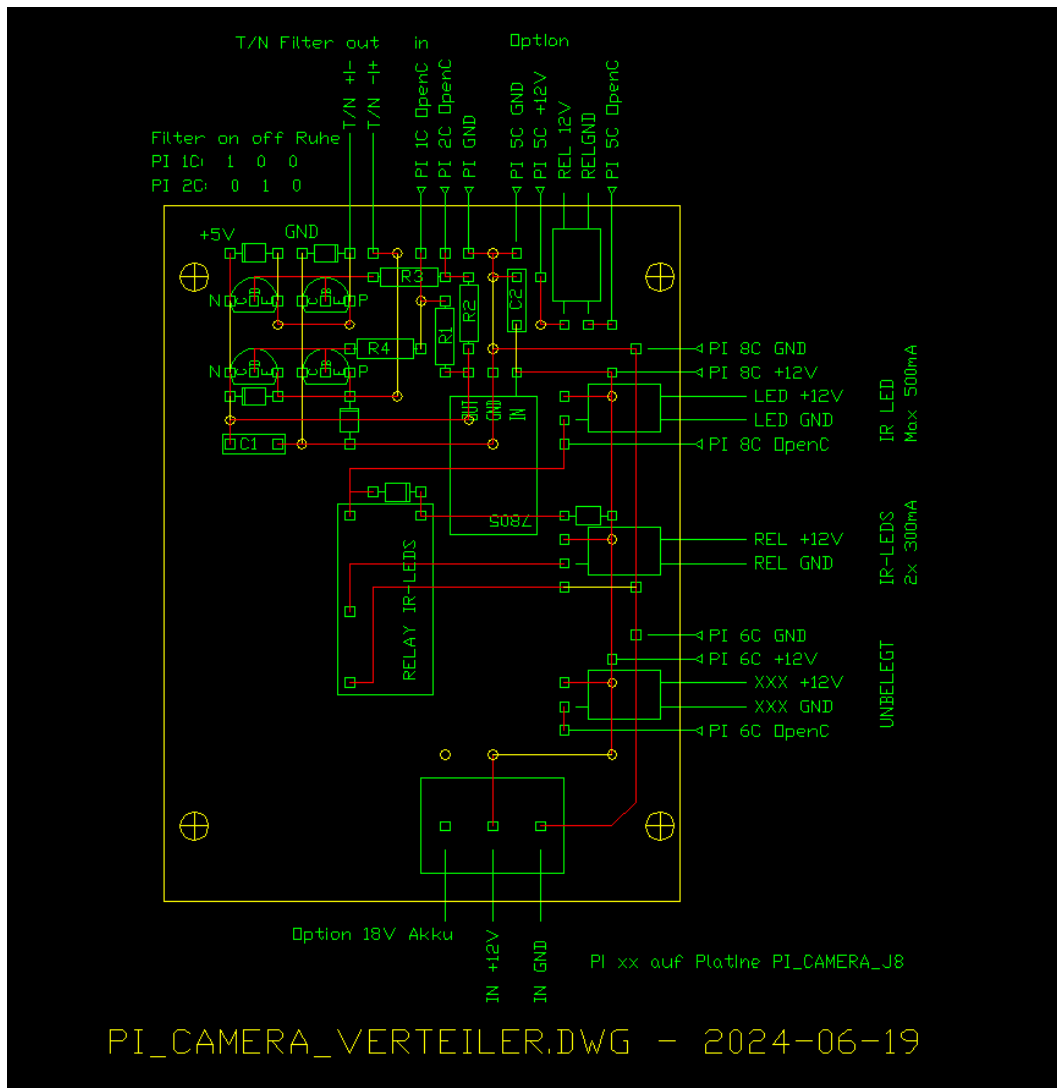 T/N Filter out in Option
T/N +|-
T/N -|+
PI 1C OpenC
PI 2C OpenC
PI GND
PI 5C GND
PI 5C +12V
REL 12V
RELGND
PI 5C OpenC
Filter on off Ruhe
PI 1C: 1 0 0
PI 2C: 0 1 0
+5V GND
N C B E C B E P
R3
R2
C2
R1
R4
N C B E C B E P
C1
OUT
GND
IN
7805
PI 8C GND
PI 8C +12V
LED +12V
LED GND
PI 8C OpenC
IR LED
Max 500mA
RELAY IR-LEDS
REL +12V
REL GND
IR-LEDS
2x 300mA
PI 6C GND
PI 6C +12V
XXX +12V
XXX GND
PI 6C OpenC
UNBELEGT
Option 18V Akku
IN +12V
IN GND
PI xx auf Platine PI_CAMERA_J8
PI_CAMERA_VERTEILER.DWG - 2024-06-19